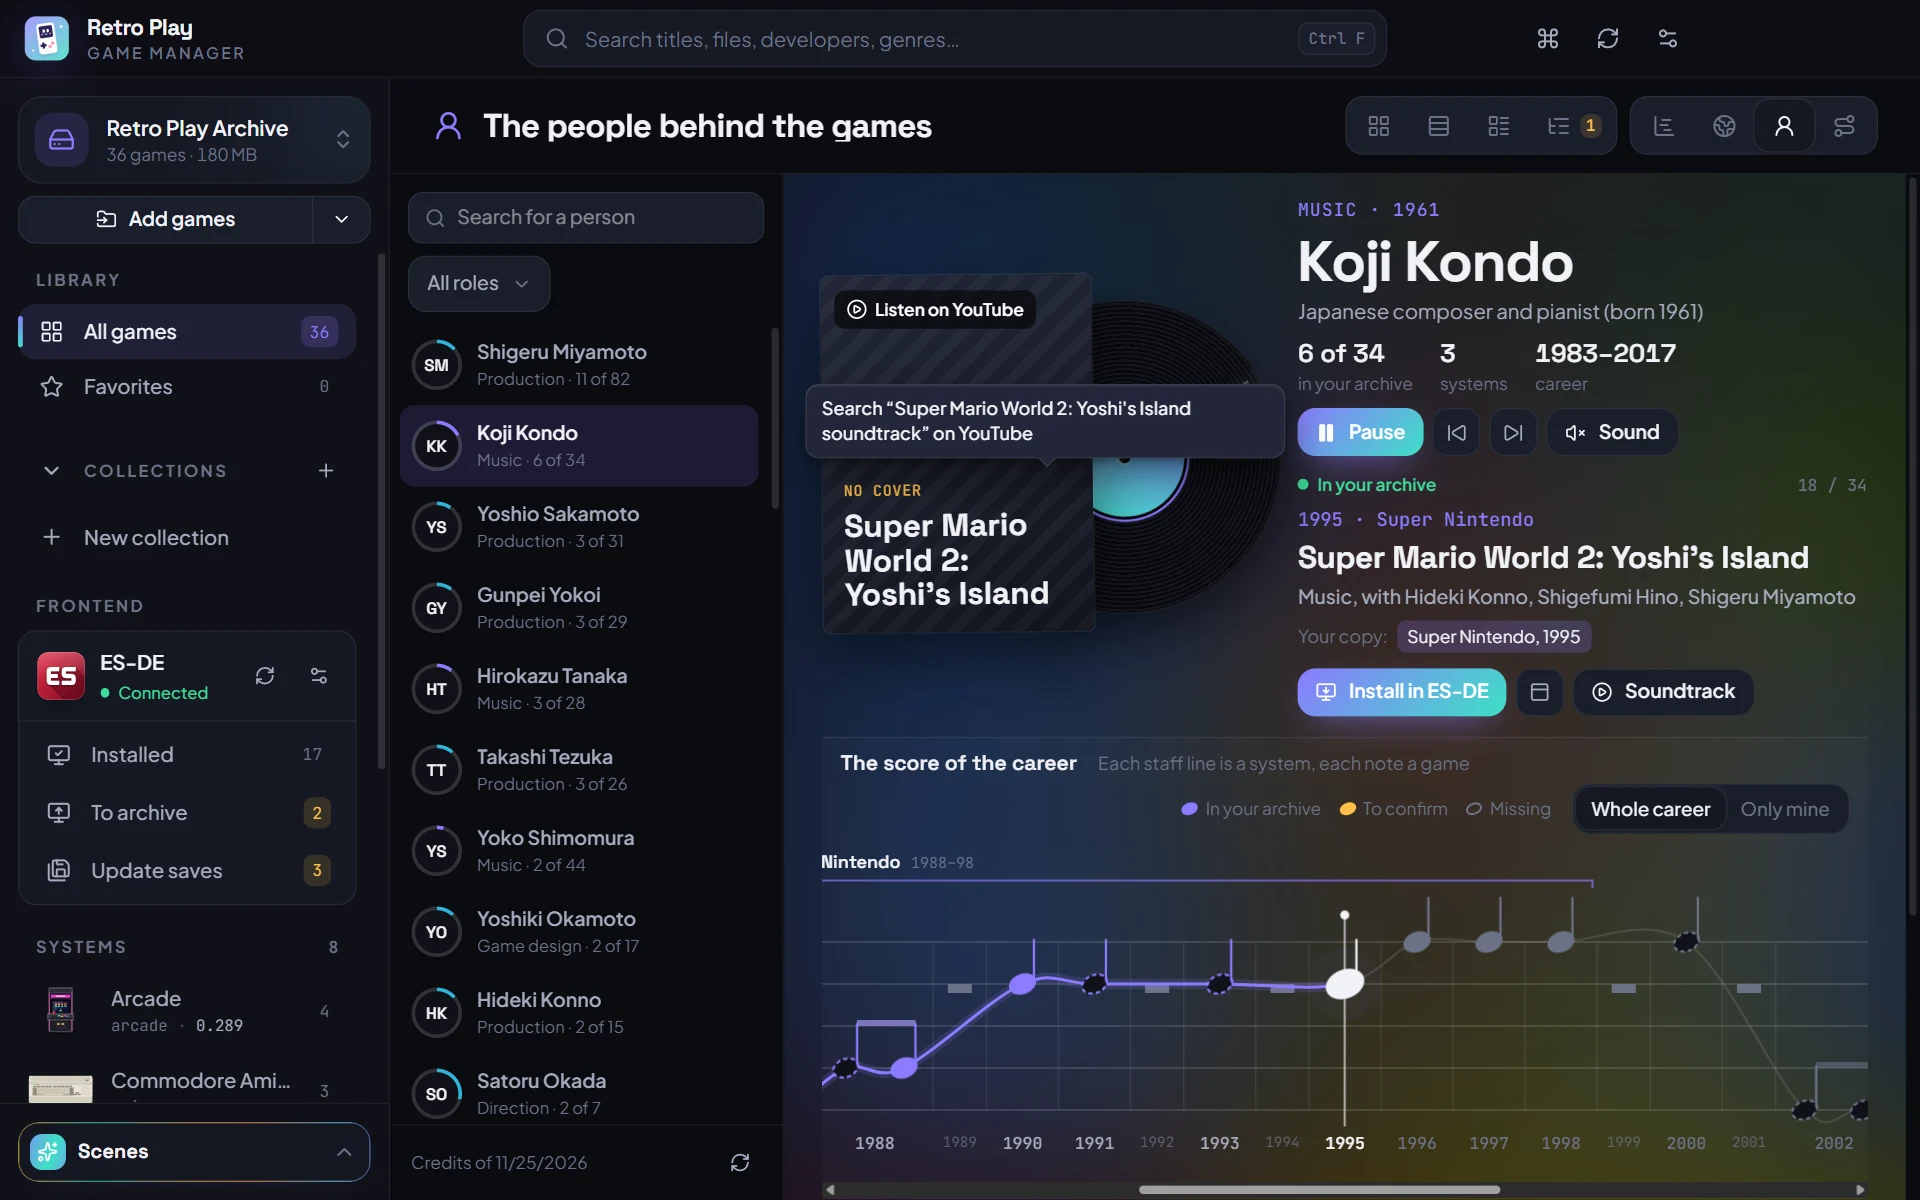 Retro Play
GAME MANAGER
Search titles, files, developers, genres…
Ctrl F
Retro Play Archive
36 games · 180 MB
Add games
LIBRARY
All games 36
Favorites 0
COLLECTIONS
New collection
FRONTEND
ES
ES-DE
Connected
Installed 17
To archive 2
Update saves 3
SYSTEMS 8
Arcade
arcade · 0.289
4
Commodore Ami…
3
Scenes
The people behind the games
1
Search for a person
All roles
SM
Shigeru Miyamoto
Production · 11 of 82
KK
Koji Kondo
Music · 6 of 34
YS
Yoshio Sakamoto
Production · 3 of 31
GY
Gunpei Yokoi
Production · 3 of 29
HT
Hirokazu Tanaka
Music · 3 of 28
TT
Takashi Tezuka
Production · 3 of 26
YS
Yoko Shimomura
Music · 2 of 44
YO
Yoshiki Okamoto
Game design · 2 of 17
HK
Hideki Konno
Production · 2 of 15
SO
Satoru Okada
Direction · 2 of 7
Credits of 11/25/2026
Listen on YouTube
Search “Super Mario World 2: Yoshi's Island
soundtrack” on YouTube
NO COVER
Super Mario
World 2:
Yoshi’s Island
MUSIC · 1961
Koji Kondo
Japanese composer and pianist (born 1961)
6 of 34 3 1983–2017
in your archive systems career
Pause
Sound
In your archive 18 / 34
1995 · Super Nintendo
Super Mario World 2: Yoshi’s Island
Music, with Hideki Konno, Shigefumi Hino, Shigeru Miyamoto
Your copy: Super Nintendo, 1995
Install in ES-DE
Soundtrack
The score of the career Each staff line is a system, each note a game
In your archive To confirm Missing Whole career Only mine
Nintendo 1988–98
1988 1989 1990 1991 1992 1993 1994 1995 1996 1997 1998 1999 2000 2001 2002